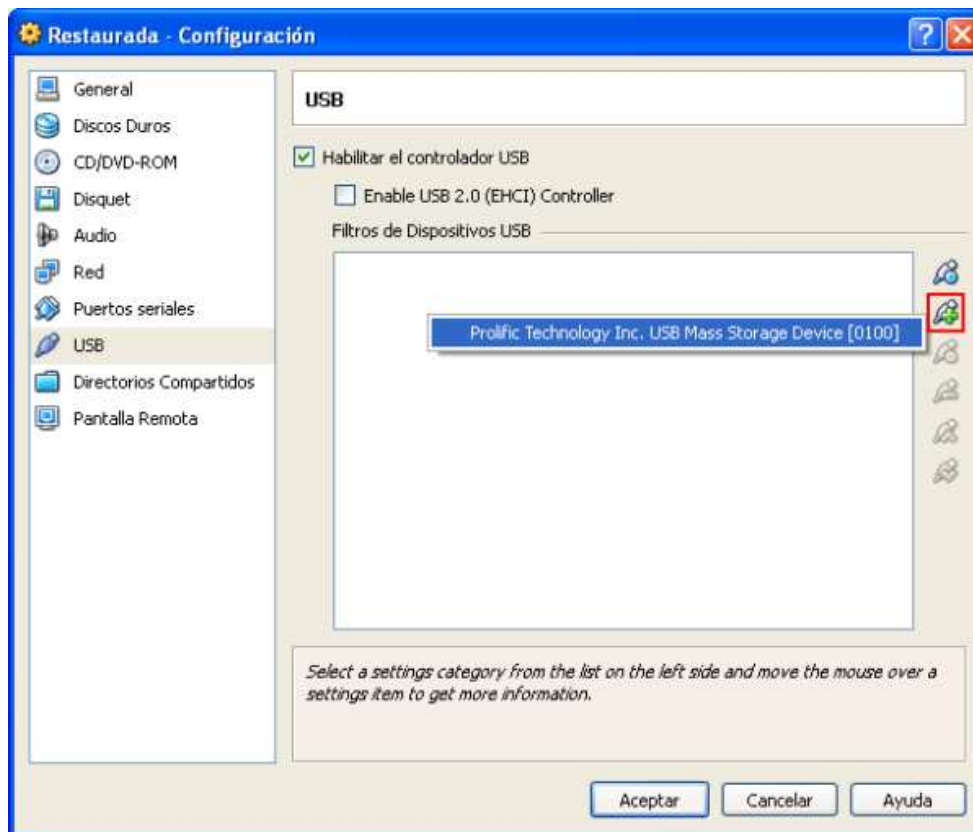 Restaurada - Configuración
General
Discos Duros
CD/DVD-ROM
Disquet
Audio
Red
Puertos seriales
USB
Directorios Compartidos
Pantalla Remota
USB
Habilitar el controlador USB
Enable USB 2.0 (EHCI) Controller
Filtros de Dispositivos USB
Prolific Technology Inc. USB Mass Storage Device [0100]
Select a settings category from the list on the left side and move the mouse over a
settings item to get more information.
Aceptar
Cancelar
Ayuda